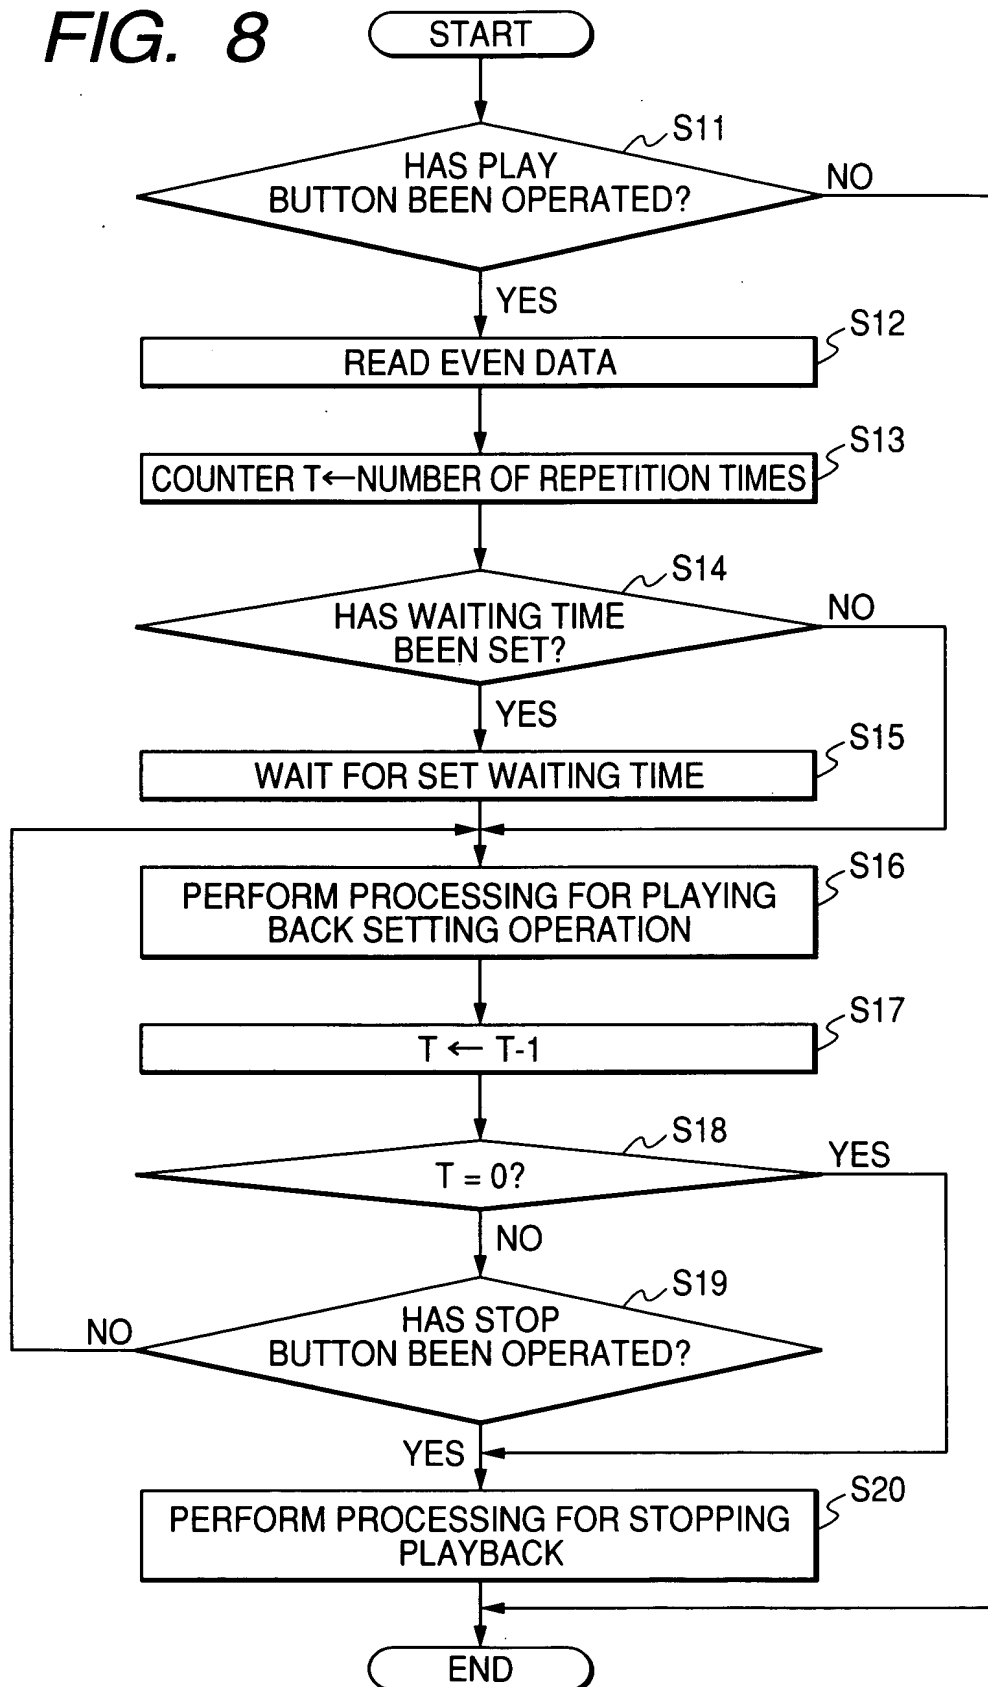 FIG. 8
START
S11
HAS PLAY
BUTTON BEEN OPERATED?
NO
YES
S12
READ EVEN DATA
S13
COUNTER T←NUMBER OF REPETITION TIMES
S14
HAS WAITING TIME
BEEN SET?
NO
YES
S15
WAIT FOR SET WAITING TIME
S16
PERFORM PROCESSING FOR PLAYING
BACK SETTING OPERATION
S17
T ← T-1
S18
T = 0?
YES
NO
S19
HAS STOP
BUTTON BEEN OPERATED?
NO
YES
S20
PERFORM PROCESSING FOR STOPPING
PLAYBACK
END